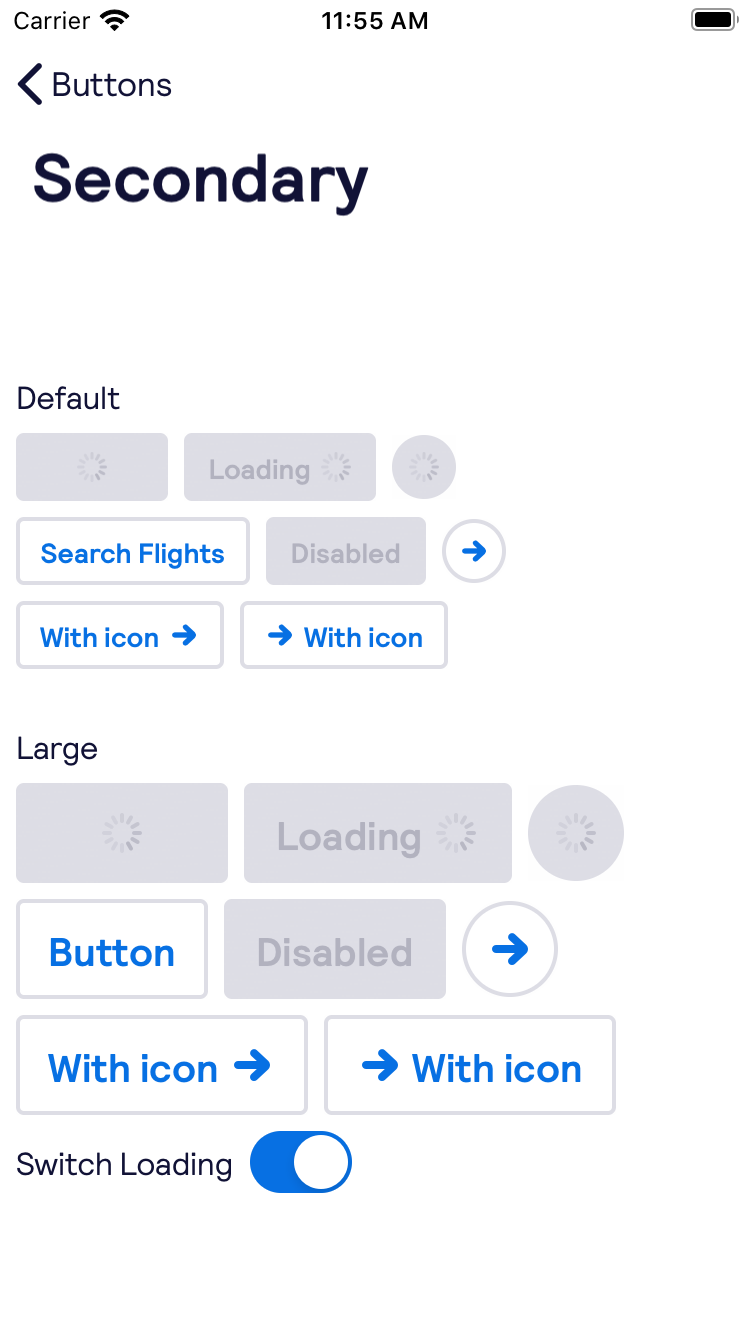 Carrier 11:55 AM
Buttons
Secondary
Default
Loading
Search Flights Disabled
With icon With icon
Large
Loading
Button Disabled
With icon With icon
Switch Loading